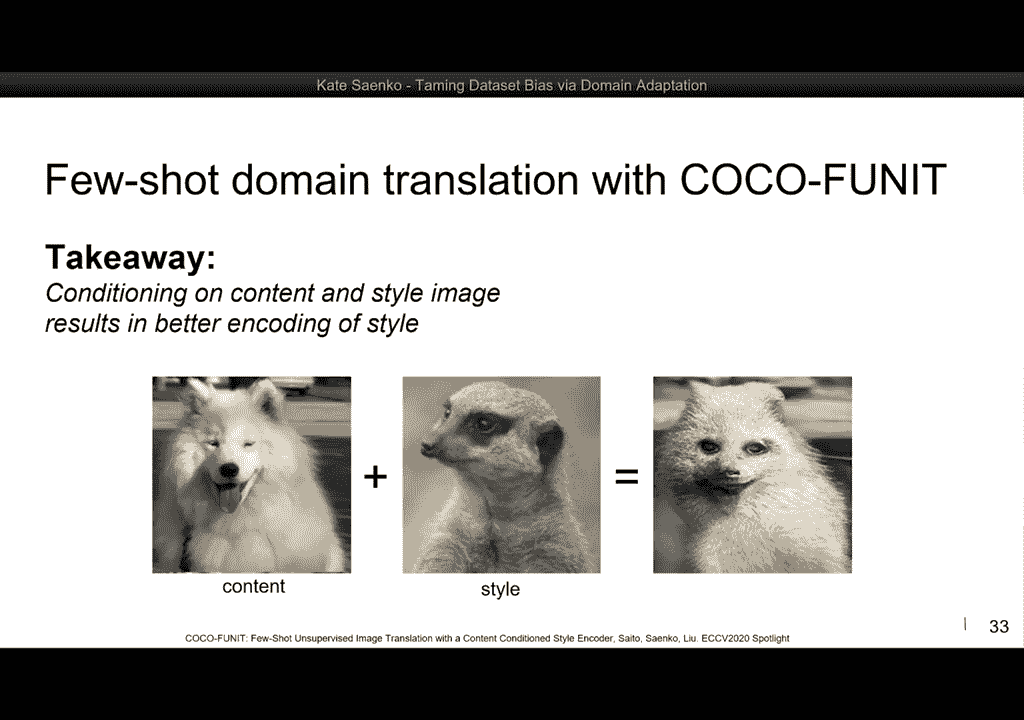 Kate Saenko - Taming Dataset Bias via Domain Adaptation
Few-shot domain translation with COCO-FUNIT
Takeaway:
Conditioning on content and style image
results in better encoding of style
+
=
content
style
COCO-FUNIT: Few-Shot Unsupervised Image Translation with a Content Conditioned Style Encoder, Saito, Saenko, Liu. ECCV2020 Spotlight
33